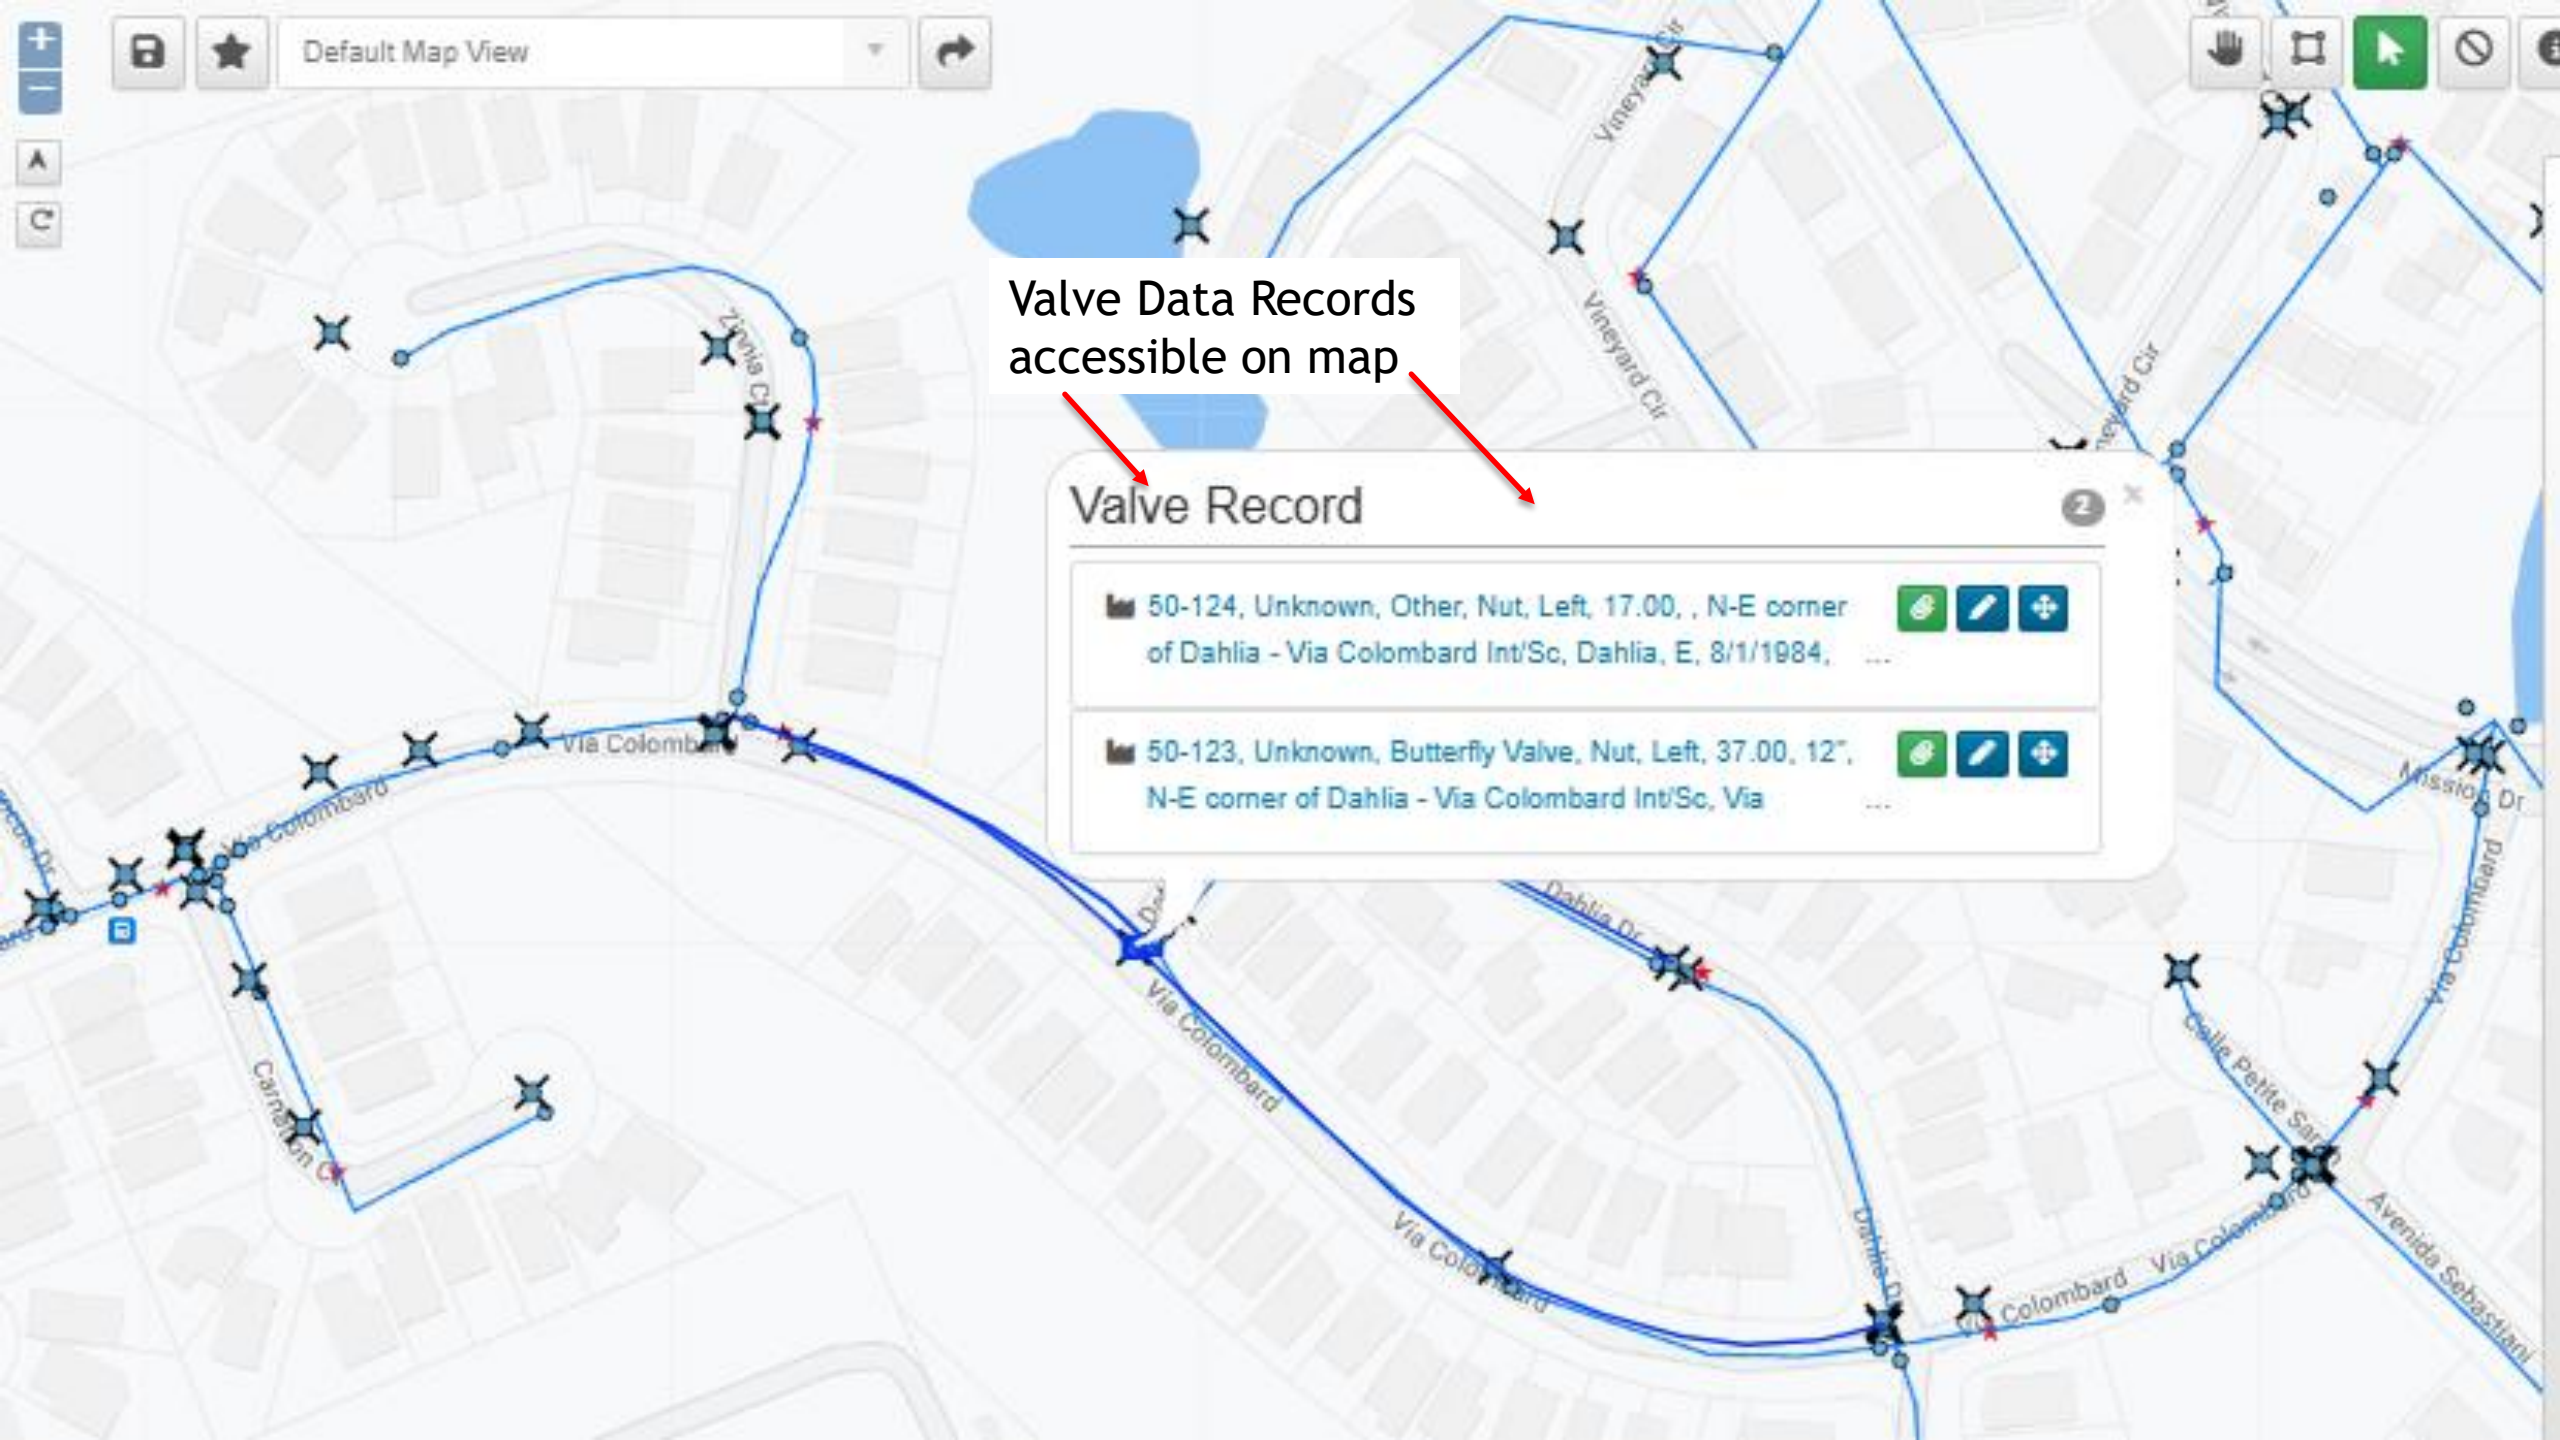 Default Map View
Vineyard Cir
Valve Data Records
accessible on map
Zinnia Ct
Vineyard Cir
Vineyard Cir
Valve Record
2
50-124, Unknown, Other, Nut, Left, 17.00, , N-E corner
of Dahlia - Via Colombard Int/Sc, Dahlia, E, 8/1/1984, ...
50-123, Unknown, Butterfly Valve, Nut, Left, 37.00, 12",
N-E corner of Dahlia - Via Colombard Int/Sc, Via ...
Via Colombard
Via Colombard
Mission Dr
Dahlia Dr
Via Colombard
Via Colombard
Calle Petite
Carnation Ct
Via Colombard
Dahlia Dr
Colombard
Via Colombard
Avenida Sebastiani